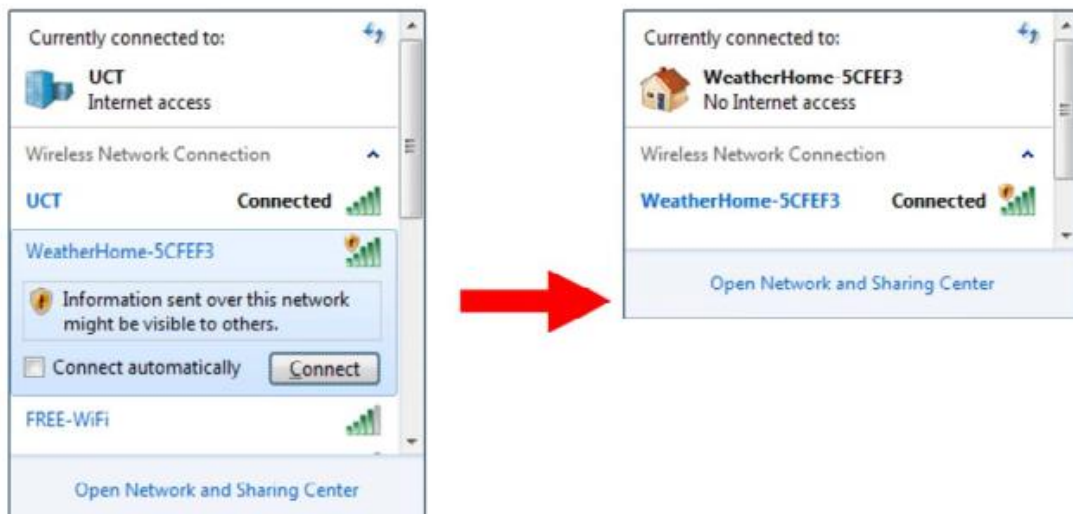 Currently connected to:
UCT
Internet access
Wireless Network Connection
UCT Connected
WeatherHome-5CFEF3
Information sent over this network
might be visible to others.
Connect automatically Connect
FREE-WiFi
Open Network and Sharing Center
Currently connected to:
WeatherHome-5CFEF3
No Internet access
Wireless Network Connection
WeatherHome-5CFEF3 Connected
Open Network and Sharing Center